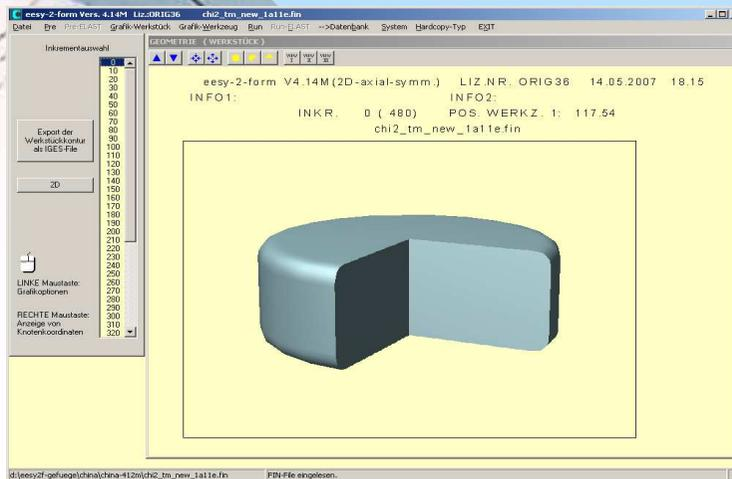 eesy-2-form Vers. 4.14M Liz.:ORIG36 chi2_tm_new_1a11e.fin
Datei Pre Pre-ELAST Grafik-Werkstück Grafik-Werkzeug Run Run-ELAST -->Datenbank System Hardcopy-Typ EXIT
Inkrementauswahl
0
10
20
30
40
50
60
70
80
90
100
110
120
130
140
150
160
170
180
190
200
210
220
230
240
250
260
270
280
290
300
310
320
Export der
Werkstückkontur
als IGES-File
2D
LINKE Maustaste:
Grafikoptionen
RECHTE Maustaste:
Anzeige von
Knotenkoordinaten
GEOMETRIE (WERKSTÜCK)
VIEW I VIEW II VIEW III
eesy-2-form V4.14M(2D-axial-symm.) LIZ.NR. ORIG36 14.05.2007 18.15
INFO1: INFO2:
INKR. 0 ( 480) POS. WERKZ. 1: 117.54
chi2_tm_new_1a11e.fin
d:\eesy2f-gefuege\china\china-412m\chi2_tm_new_1a11e.fin FIN-File eingelesen.